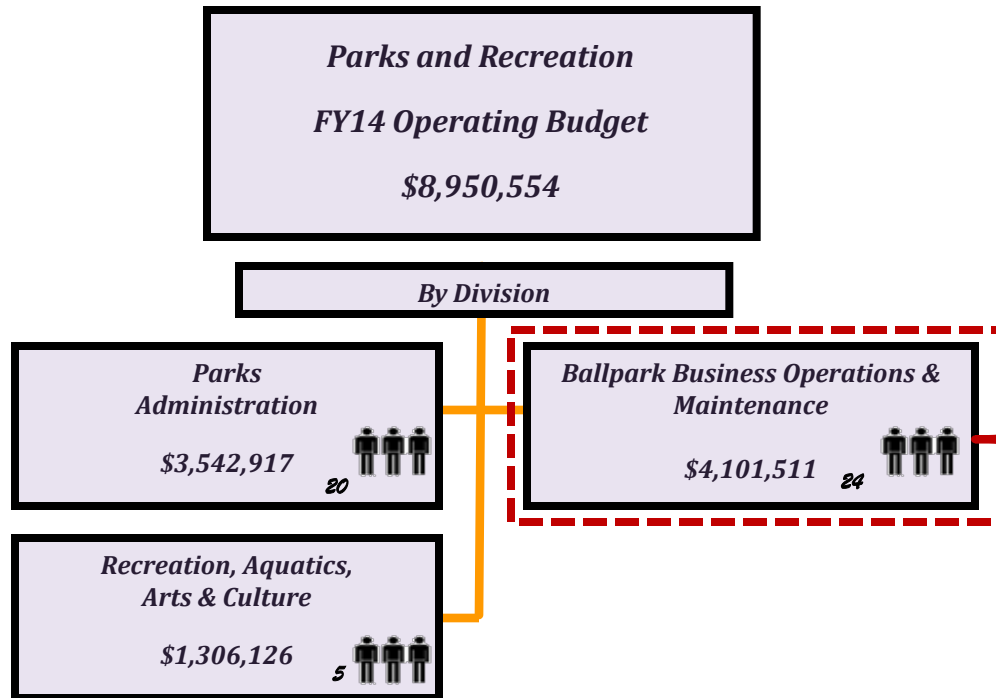 Parks and Recreation
FY14 Operating Budget
$8,950,554
By Division
Parks
Administration
$3,542,917
20
Ballpark Business Operations &
Maintenance
$4,101,511
24
Recreation, Aquatics,
Arts & Culture
$1,306,126
5